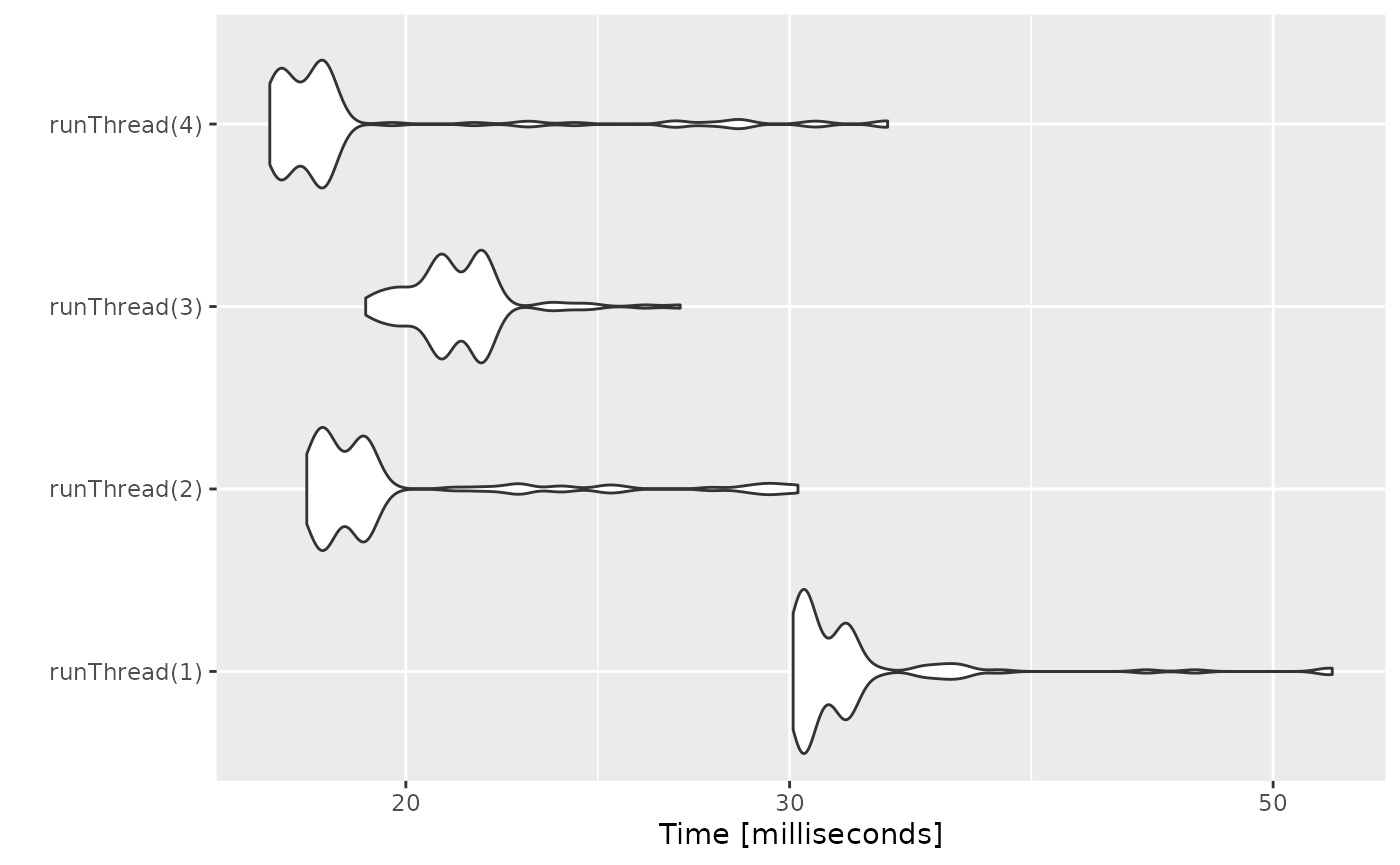 runThread(4)
runThread(3)
runThread(2)
runThread(1)
20 30 50
Time [milliseconds]